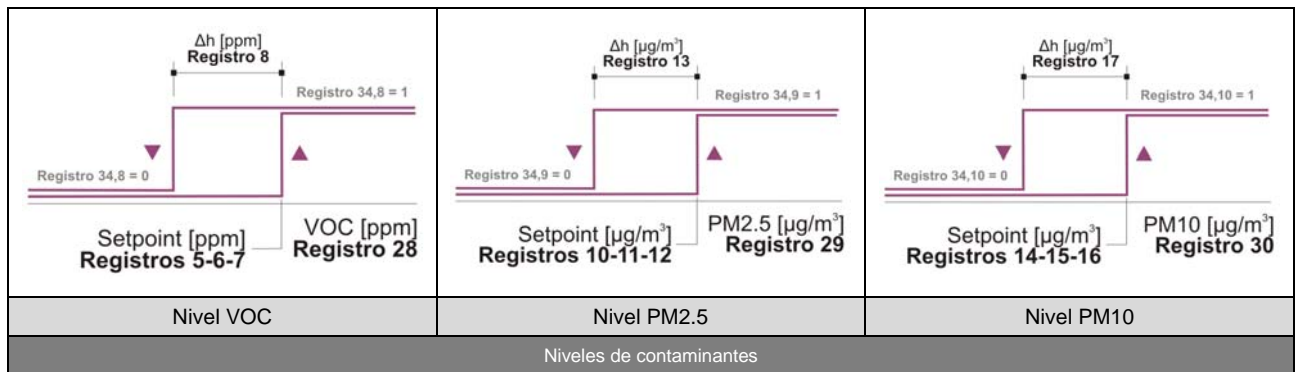 Δh [ppm]
Registro 8
Registro 34,8 = 1
Registro 34,8 = 0
Setpoint [ppm]
Registros 5-6-7
VOC [ppm]
Registro 28
Δh [µg/m³]
Registro 13
Registro 34,9 = 1
Registro 34,9 = 0
Setpoint [µg/m³]
Registros 10-11-12
PM2.5 [µg/m³]
Registro 29
Δh [µg/m³]
Registro 17
Registro 34,10 = 1
Registro 34,10 = 0
Setpoint [µg/m³]
Registros 14-15-16
PM10 [µg/m³]
Registro 30
Nivel VOC
Nivel PM2.5
Nivel PM10
Niveles de contaminantes